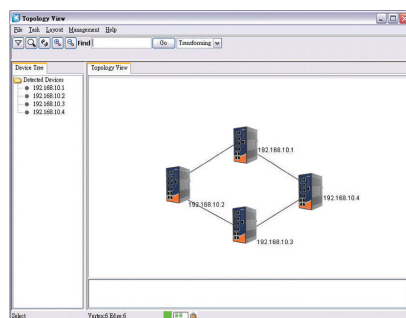 Topology View
File Task Layout Management Help
Find Go Transforming
Device Tree
Topology View
Detected Devices
192.168.10.1
192.168.10.2
192.168.10.3
192.168.10.4
192.168.10.1
192.168.10.2
192.168.10.4
192.168.10.3
Select Vertex:6 Edge:6